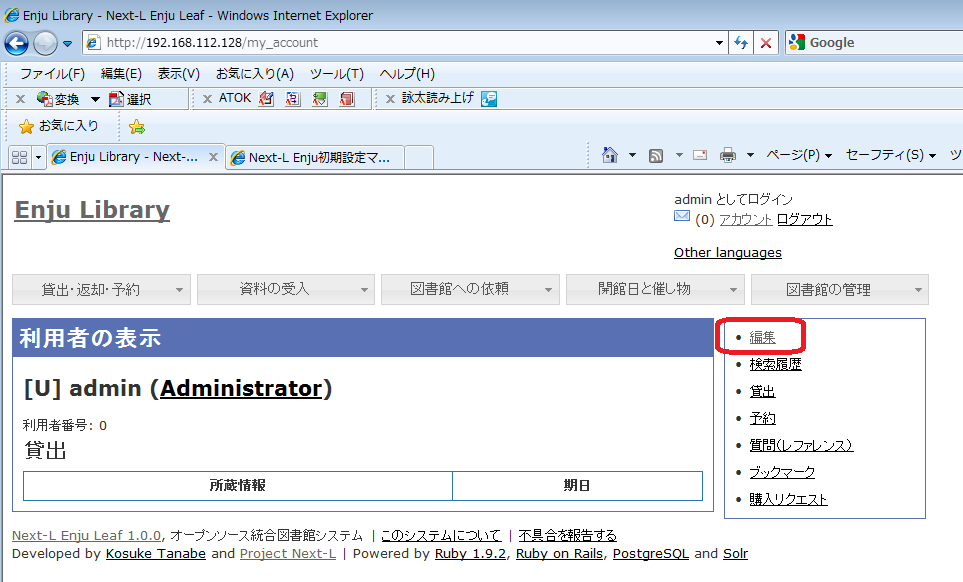 Enju Library - Next-L Enju Leaf - Windows Internet Explorer
http://192.168.112.128/my_account
Google
ファイル(F) 編集(E) 表示(V) お気に入り(A) ツール(T) ヘルプ(H)
変換 選択 ATOK 詠太読み上げ
お気に入り
Enju Library - Next-... Next-L Enju初期設定マ... ページ(P) セーフティ(S) ツ
Enju Library
admin としてログイン
(0) アカウント ログアウト
Other languages
貸出・返却・予約 資料の受入 図書館への依頼 開館日と催し物 図書館の管理
利用者の表示
[U] admin (Administrator)
利用者番号: 0
貸出
所蔵情報 期日
• 編集
• 検索履歴
• 貸出
• 予約
• 質問(レファレンス)
• ブックマーク
• 購入リクエスト
Next-L Enju Leaf 1.0.0, オープンソース統合図書館システム | このシステムについて | 不具合を報告する
Developed by Kosuke Tanabe and Project Next-L | Powered by Ruby 1.9.2, Ruby on Rails, PostgreSQL and Solr